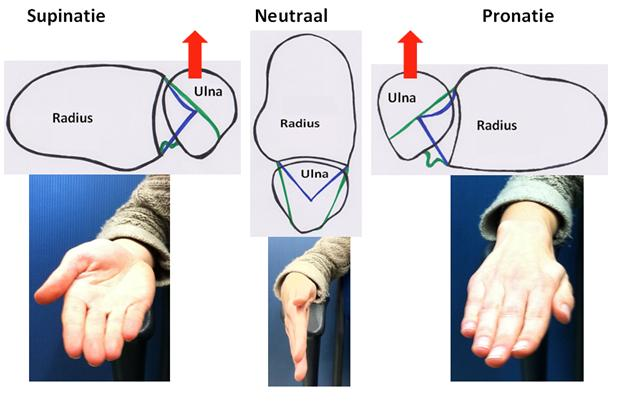 Supinatie
Neutraal
Pronatie
Ulna
Radius
Radius
Ulna
Ulna
Radius